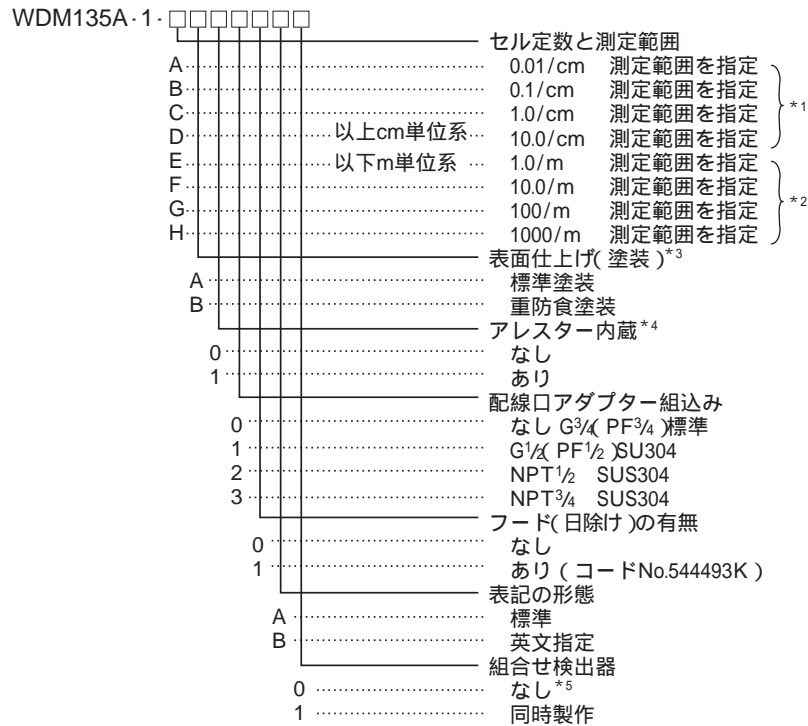 WDM135A・1・□□□□□□□
セル定数と測定範囲
A 0.01/cm 測定範囲を指定
B 0.1/cm 測定範囲を指定
C 1.0/cm 測定範囲を指定
*1
D 以上cm単位系 10.0/cm 測定範囲を指定
E 以下m単位系 1.0/m 測定範囲を指定
F 10.0/m 測定範囲を指定
*2
G 100/m 測定範囲を指定
H 1000/m 測定範囲を指定
表面仕上げ(塗装)*3
A 標準塗装
B 重防食塗装
アレスター内蔵*4
0 なし
1 あり
配線口アダプター組込み
0 なし G3/4(PF3/4)標準
1 G1/2(PF1/2)SU304
2 NPT1/2 SUS304
3 NPT3/4 SUS304
フード(日除け)の有無
0 なし
1 あり(コードNo.544493K)
表記の形態
A 標準
B 英文指定
組合せ検出器
0 なし*5
1 同時製作